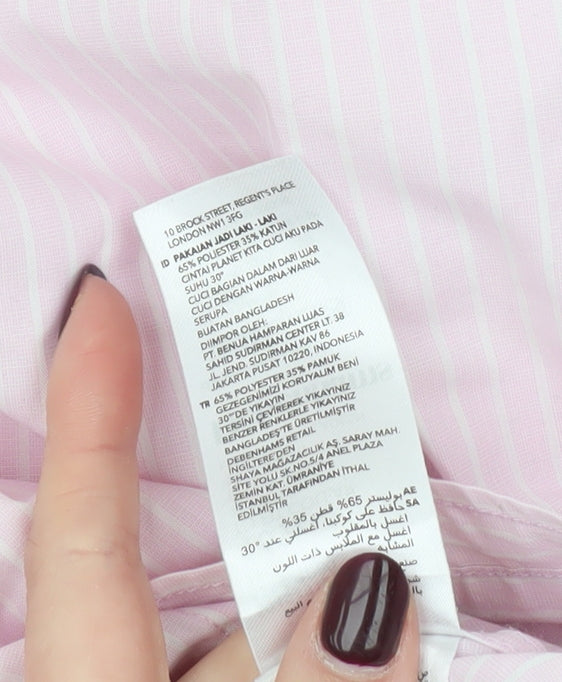 10 BROCK STREET, REGENT'S PLACE
LONDON NW1 3FG
ID PAKAIAN JADI LAKI - LAKI
65% POLIESTER 35% KATUN
CINTAI PLANET KITA CUCI AKU PADA
SUHU 30°
CUCI BAGIAN DALAM DARI LUAR
CUCI DENGAN WARNA-WARNA
SERUPA
BUATAN BANGLADESH
DIIMPOR OLEH:
PT. BENUA HAMPARAN LUAS
SAHID SUDIRMAN CENTER LT. 38
JL. JEND. SUDIRMAN KAV 86
JAKARTA PUSAT 10220, INDONESIA
TR 65% POLYESTER 35% PAMUK
GEZEGENIMIZI KORUYALIM BENI
30°'DE YIKAYIN
TERSİNİ ÇEVİREREK YIKAYINIZ
BENZER RENKLERLE YIKAYINIZ
BANGLADEŞ'TE ÜRETİLMİŞTİR
DEBENHAMS RETAIL
İNGİLTERE'DEN
SHAYA MAGAZACILIK AŞ. SARAY MAH.
SİTE YOLU SK.NO.5/4 ANEL PLAZA
ZEMİN KAT. ÜMRANİYE
İSTANBUL TARAFINDAN İTHAL
EDİLMİŞTİR
AE بوليستر 65% قطن 35%
SA حافظ على كوكبنا, اغسلني عند 30°
اغسل بالمقلوب
اغسل مع الملابس ذات اللون
المشابه
البيع